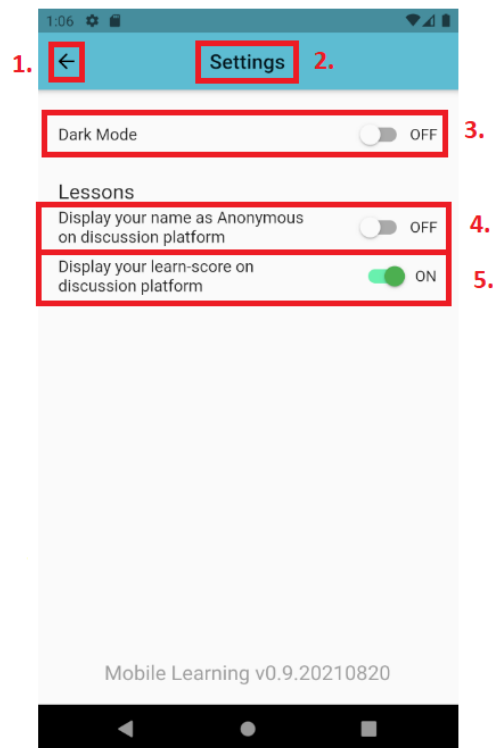 1:06
1.
Settings
2.
Dark Mode
OFF
3.
Lessons
Display your name as Anonymous
on discussion platform
OFF
4.
Display your learn-score on
discussion platform
ON
5.
Mobile Learning v0.9.20210820